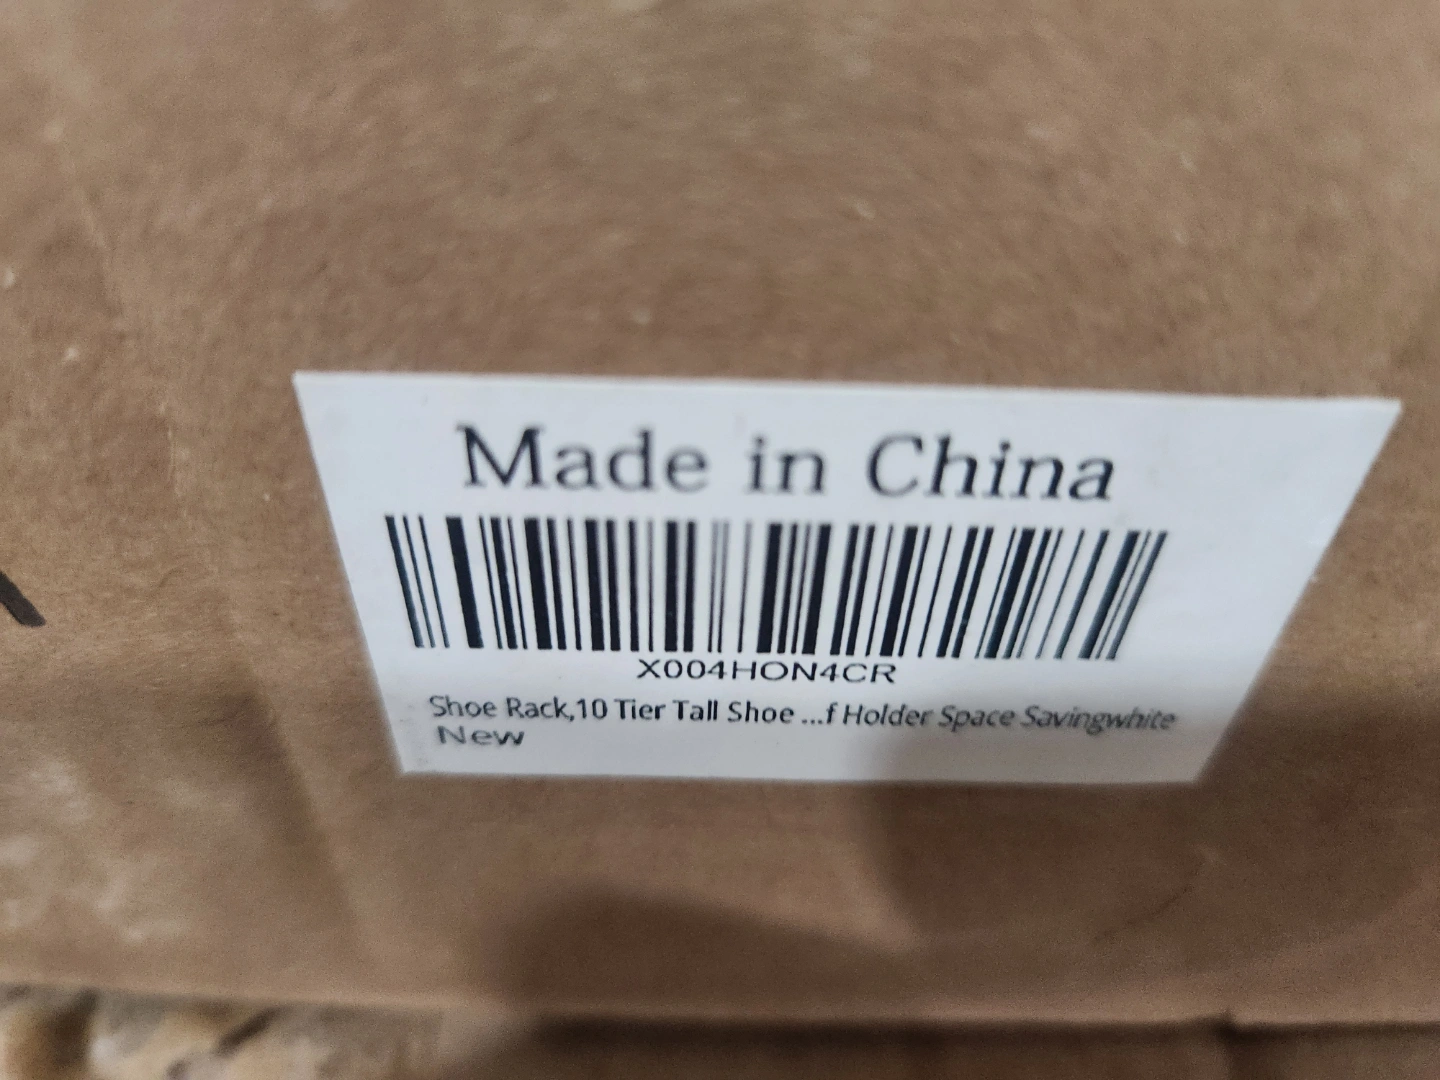 Made in China
X004HON4CR
Shoe Rack,10 Tier Tall Shoe ...f Holder Space Savingwhite
New